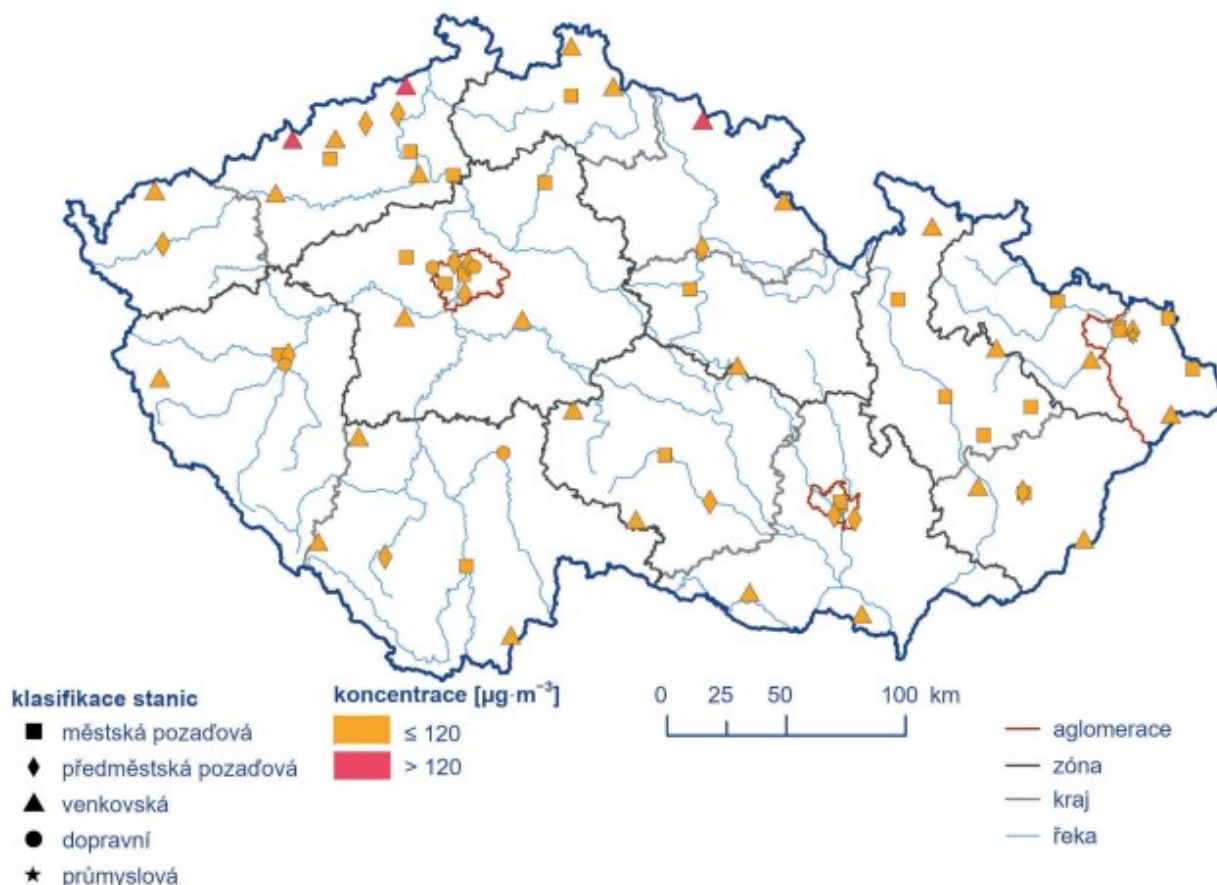 klasifikace stanic
městská pozaďová
předměstská pozaďová
venkovská
dopravní
průmyslová
koncentrace [µg·m⁻³]
≤ 120
> 120
0 25 50 100 km
aglomerace
zóna
kraj
řeka